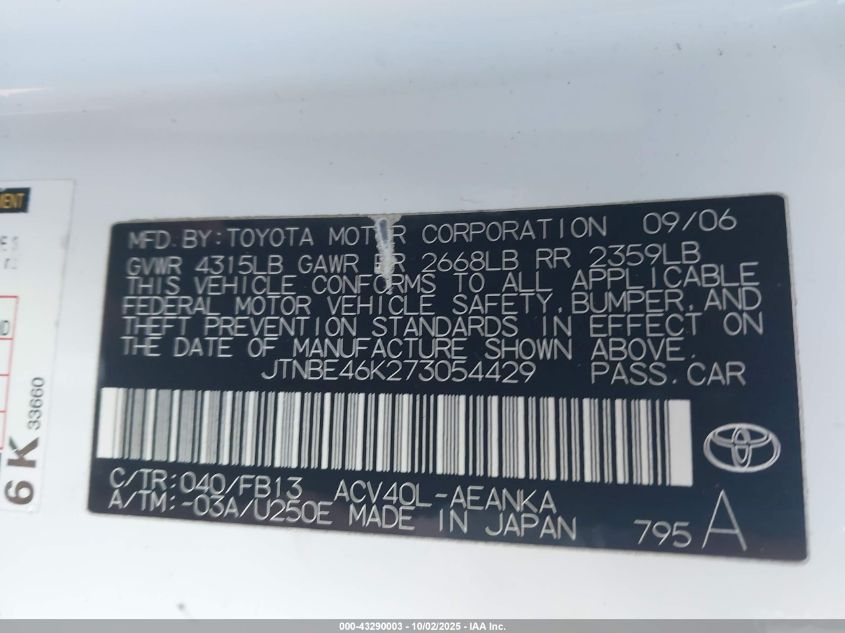 MENT
6K 33660
MFD. BY: TOYOTA MOTOR CORPORATION 09/06
GVWR 4315LB GAWR FR 2668LB RR 2359LB
THIS VEHICLE CONFORMS TO ALL APPLICABLE
FEDERAL MOTOR VEHICLE SAFETY, BUMPER, AND
THEFT PREVENTION STANDARDS IN EFFECT ON
THE DATE OF MANUFACTURE SHOWN ABOVE.
JTNBE46K273054429 PASS. CAR
C/TR: 040/FB13 ACV40L-AEANKA
A/TM: -03A/U250E MADE IN JAPAN 795 A
000-43290003 - 10/02/2025 - IAA Inc.